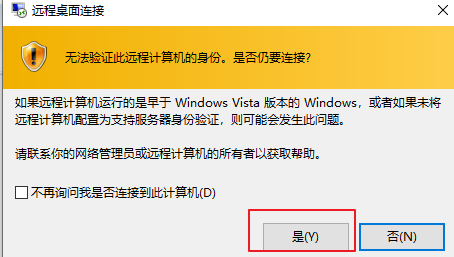 远程桌面连接
无法验证此远程计算机的身份。是否仍要连接?
如果远程计算机运行的是早于 Windows Vista 版本的 Windows，或者如果未将
远程计算机配置为支持服务器身份验证，则可能会发生此问题。
请联系你的网络管理员或远程计算机的所有者以获取帮助。
不再询问我是否连接到此计算机(D)
是(Y)
否(N)